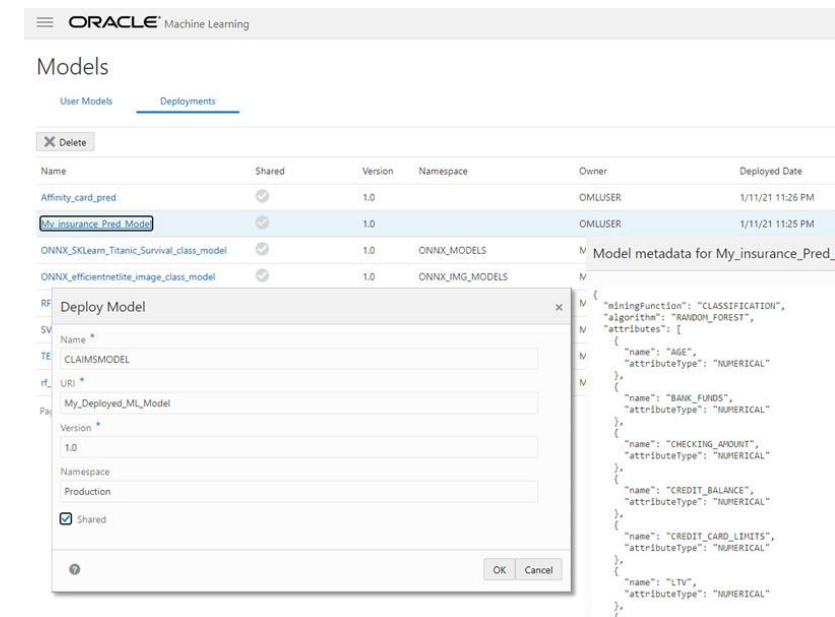 ORACLE Machine Learning
Models
User Models Deployments
Delete
Name Shared Version Namespace Owner Deployed Date
Affinity_card_pred 1.0 OMLUSER 1/11/21 11:26 PM
My_insurance_Pred_Model 1.0 OMLUSER 1/11/21 11:25 PM
ONNX_SKLearn_Titanic_Survival_class_model 1.0 ONNX_MODELS
ONNX_efficientnetlite_image_class_model 1.0 ONNX_IMG_MODELS
RF
SV
TE
rf_
Deploy Model
Name *
CLAIMSMODEL
URI *
My_Deployed_ML_Model
Version *
1.0
Namespace
Production
Shared
OK Cancel
Model metadata for My_insurance_Pred_
{
"miningFunction": "CLASSIFICATION",
"algorithm": "RANDOM_FOREST",
"attributes": [
{
"name": "AGE",
"attributeType": "NUMERICAL"
},
{
"name": "BANK_FUNDS",
"attributeType": "NUMERICAL"
},
{
"name": "CHECKING_AMOUNT",
"attributeType": "NUMERICAL"
},
{
"name": "CREDIT_BALANCE",
"attributeType": "NUMERICAL"
},
{
"name": "CREDIT_CARD_LIMITS",
"attributeType": "NUMERICAL"
},
{
"name": "LTV",
"attributeType": "NUMERICAL"
},
{